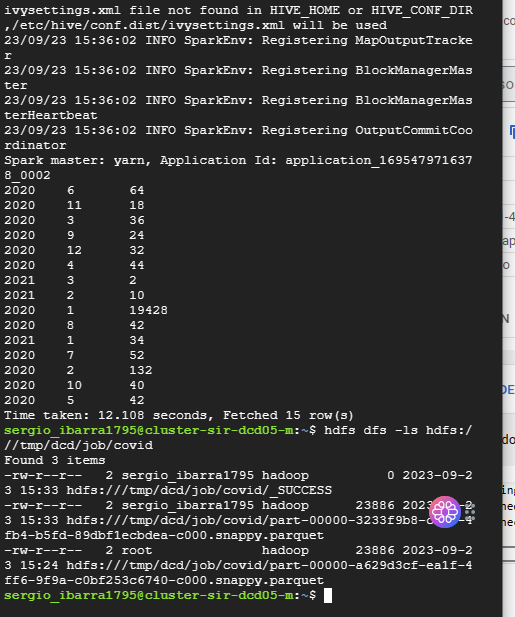 ivysettings.xml file not found in HIVE_HOME or HIVE_CONF_DIR
,/etc/hive/conf.dist/ivysettings.xml will be used
23/09/23 15:36:02 INFO SparkEnv: Registering MapOutputTracke
r
23/09/23 15:36:02 INFO SparkEnv: Registering BlockManagerMas
ter
23/09/23 15:36:02 INFO SparkEnv: Registering BlockManagerMas
terHeartbeat
23/09/23 15:36:02 INFO SparkEnv: Registering OutputCommitCoo
rdinator
Spark master: yarn, Application Id: application_169547971637
8_0002
2020 6 64
2020 11 18
2020 3 36
2020 9 24
2020 12 32
2020 4 44
2021 3 2
2021 2 10
2020 1 19428
2020 8 42
2021 1 34
2020 7 52
2020 2 132
2020 10 40
2020 5 42
Time taken: 12.108 seconds, Fetched 15 row(s)
sergio_ibarra1795@cluster-sir-dcd05-m:~$ hdfs dfs -ls hdfs:/
//tmp/dcd/job/covid
Found 3 items
-rw-r--r-- 2 sergio_ibarra1795 hadoop 0 2023-09-2
3 15:33 hdfs:///tmp/dcd/job/covid/_SUCCESS
-rw-r--r-- 2 sergio_ibarra1795 hadoop 23886 2023-09-2
3 15:33 hdfs:///tmp/dcd/job/covid/part-00000-3233f9b8-
fb4-b5fd-89dbf1ecbdea-c000.snappy.parquet
-rw-r--r-- 2 root hadoop 23886 2023-09-2
3 15:24 hdfs:///tmp/dcd/job/covid/part-00000-a629d3cf-ea1f-4
ff6-9f9a-c0bf253c6740-c000.snappy.parquet
sergio_ibarra1795@cluster-sir-dcd05-m:~$